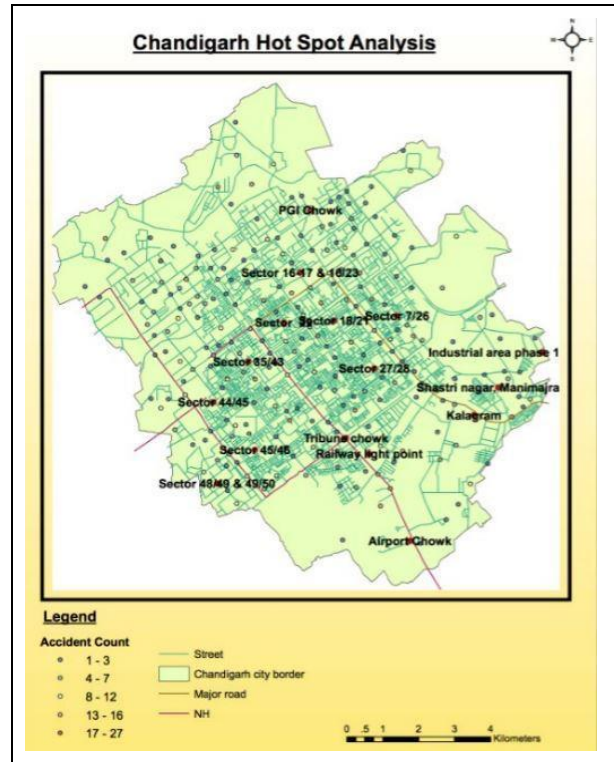 Chandigarh Hot Spot Analysis
N
W
E
S
PGI Chowk
Sector 16-17 & 16/23
Sector
Sector 18/21
Sector 7/26
Industrial area phase 1
Sector 35/43
Sector 27/28
Shastri nagar, Manimajra
Sector 44/45
Kalagram
Tribune chowk
Sector 45/46
Railway light point
Sector 48/49 & 49/50
Airport Chowk
Legend
Accident Count
1 - 3
4 - 7
8 - 12
13 - 16
17 - 27
Street
Chandigarh city border
Major road
NH
0 .5 1 2 3 4
Kilometers